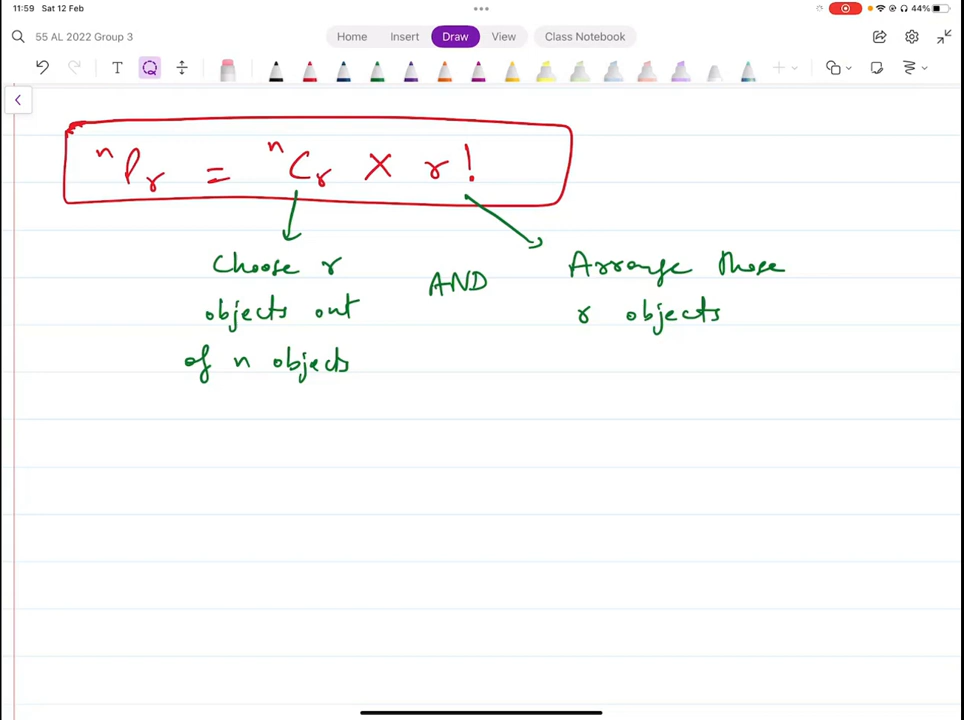 11:59 Sat 12 Feb
44%
55 AL 2022 Group 3
Home Insert Draw View Class Notebook
T
ⁿPᵣ = ⁿCᵣ × r!
Choose r
objects out
of n objects
AND
Arrange those
r objects